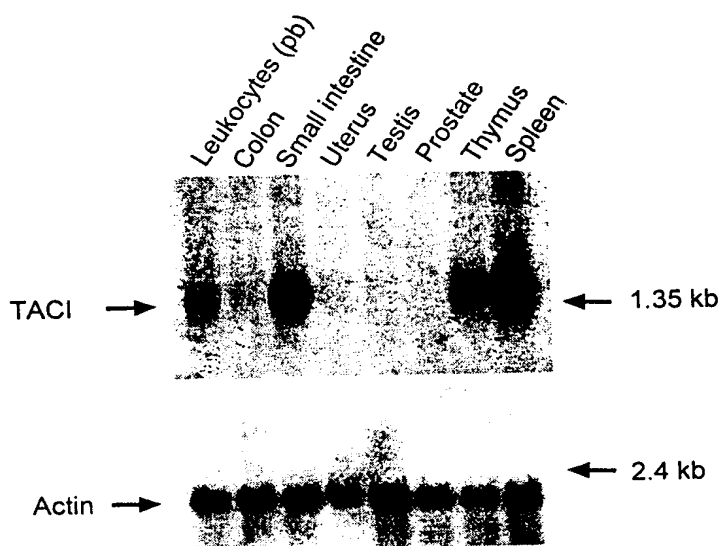 Leukocytes (pb)
Colon
Small intestine
Uterus
Testis
Prostate
Thymus
Spleen
TACI
1.35 kb
2.4 kb
Actin